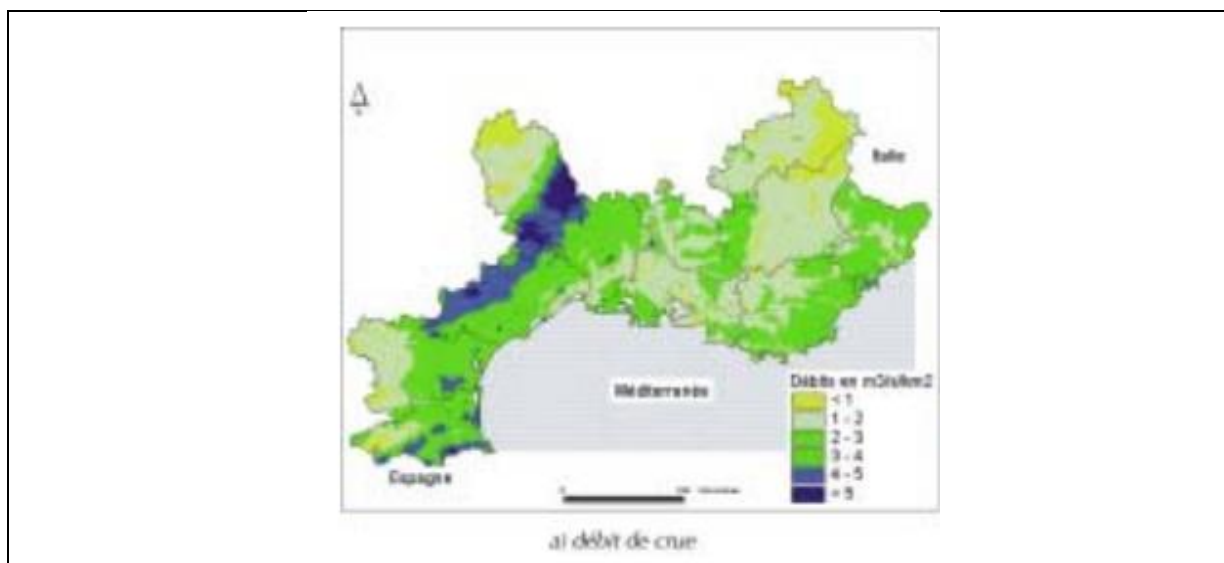 Italie
Méditerranée
Débits en m3/s/km2
< 1
1 - 2
2 - 3
3 - 4
4 - 5
> 5
Espagne
0
a) débit de crue